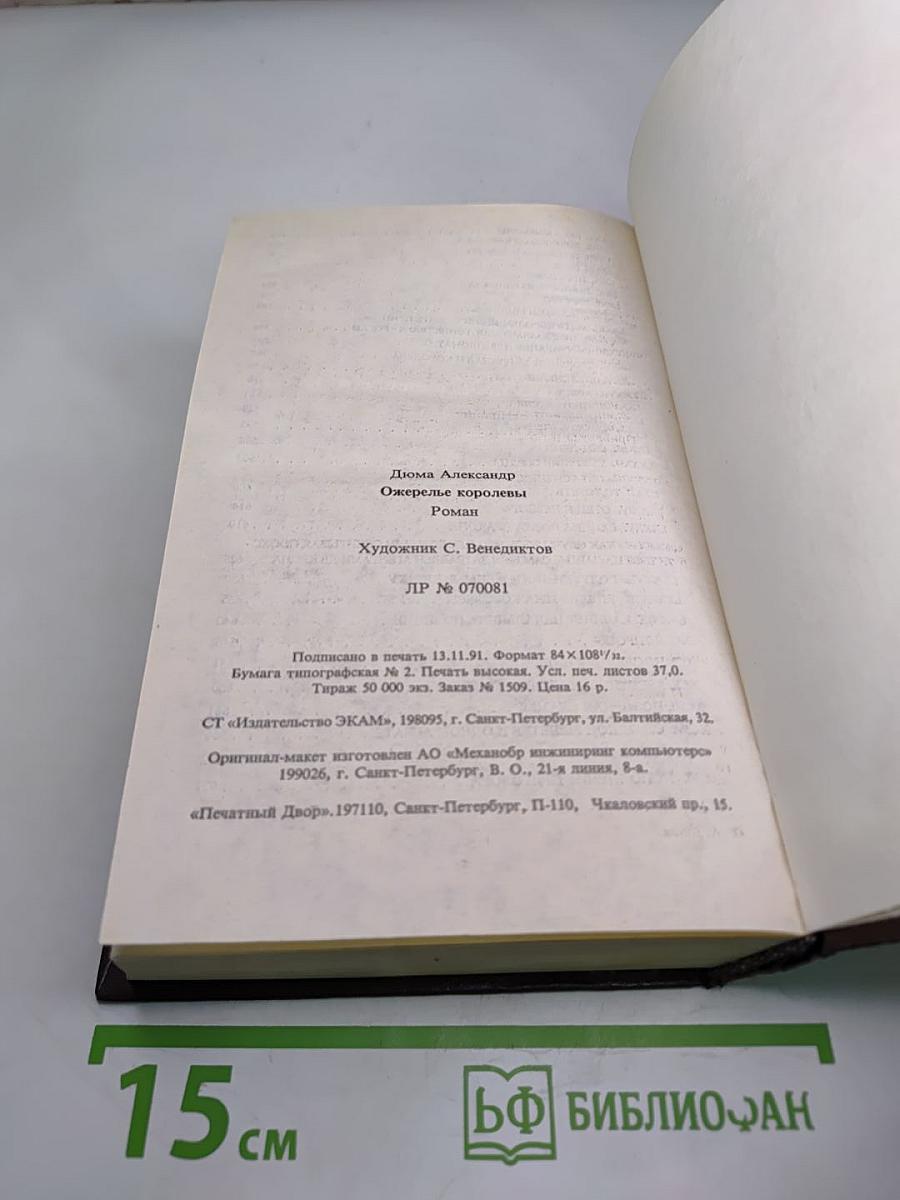 Дюма Александр
Ожерелье королевы
Роман
Художник С. Венедиктов
ЛР № 070081
Подписано в печать 13.11.91. Формат 84×108¹/₃₂.
Бумага типографская № 2. Печать высокая. Усл. печ. листов 37,0.
Тираж 50 000 экз. Заказ № 1509. Цена 16 р.
СТ «Издательство ЭКАМ», 198095, г. Санкт-Петербург, ул. Балтийская, 32.
Оригинал-макет изготовлен АО «Механобр инжиниринг компьютерс»
199026, г. Санкт-Петербург, В. О., 21-я линия, 8-а.
«Печатный Двор».197110, Санкт-Петербург, П-110, Чкаловский пр., 15.
15 см
БФ БИБЛИОФАН